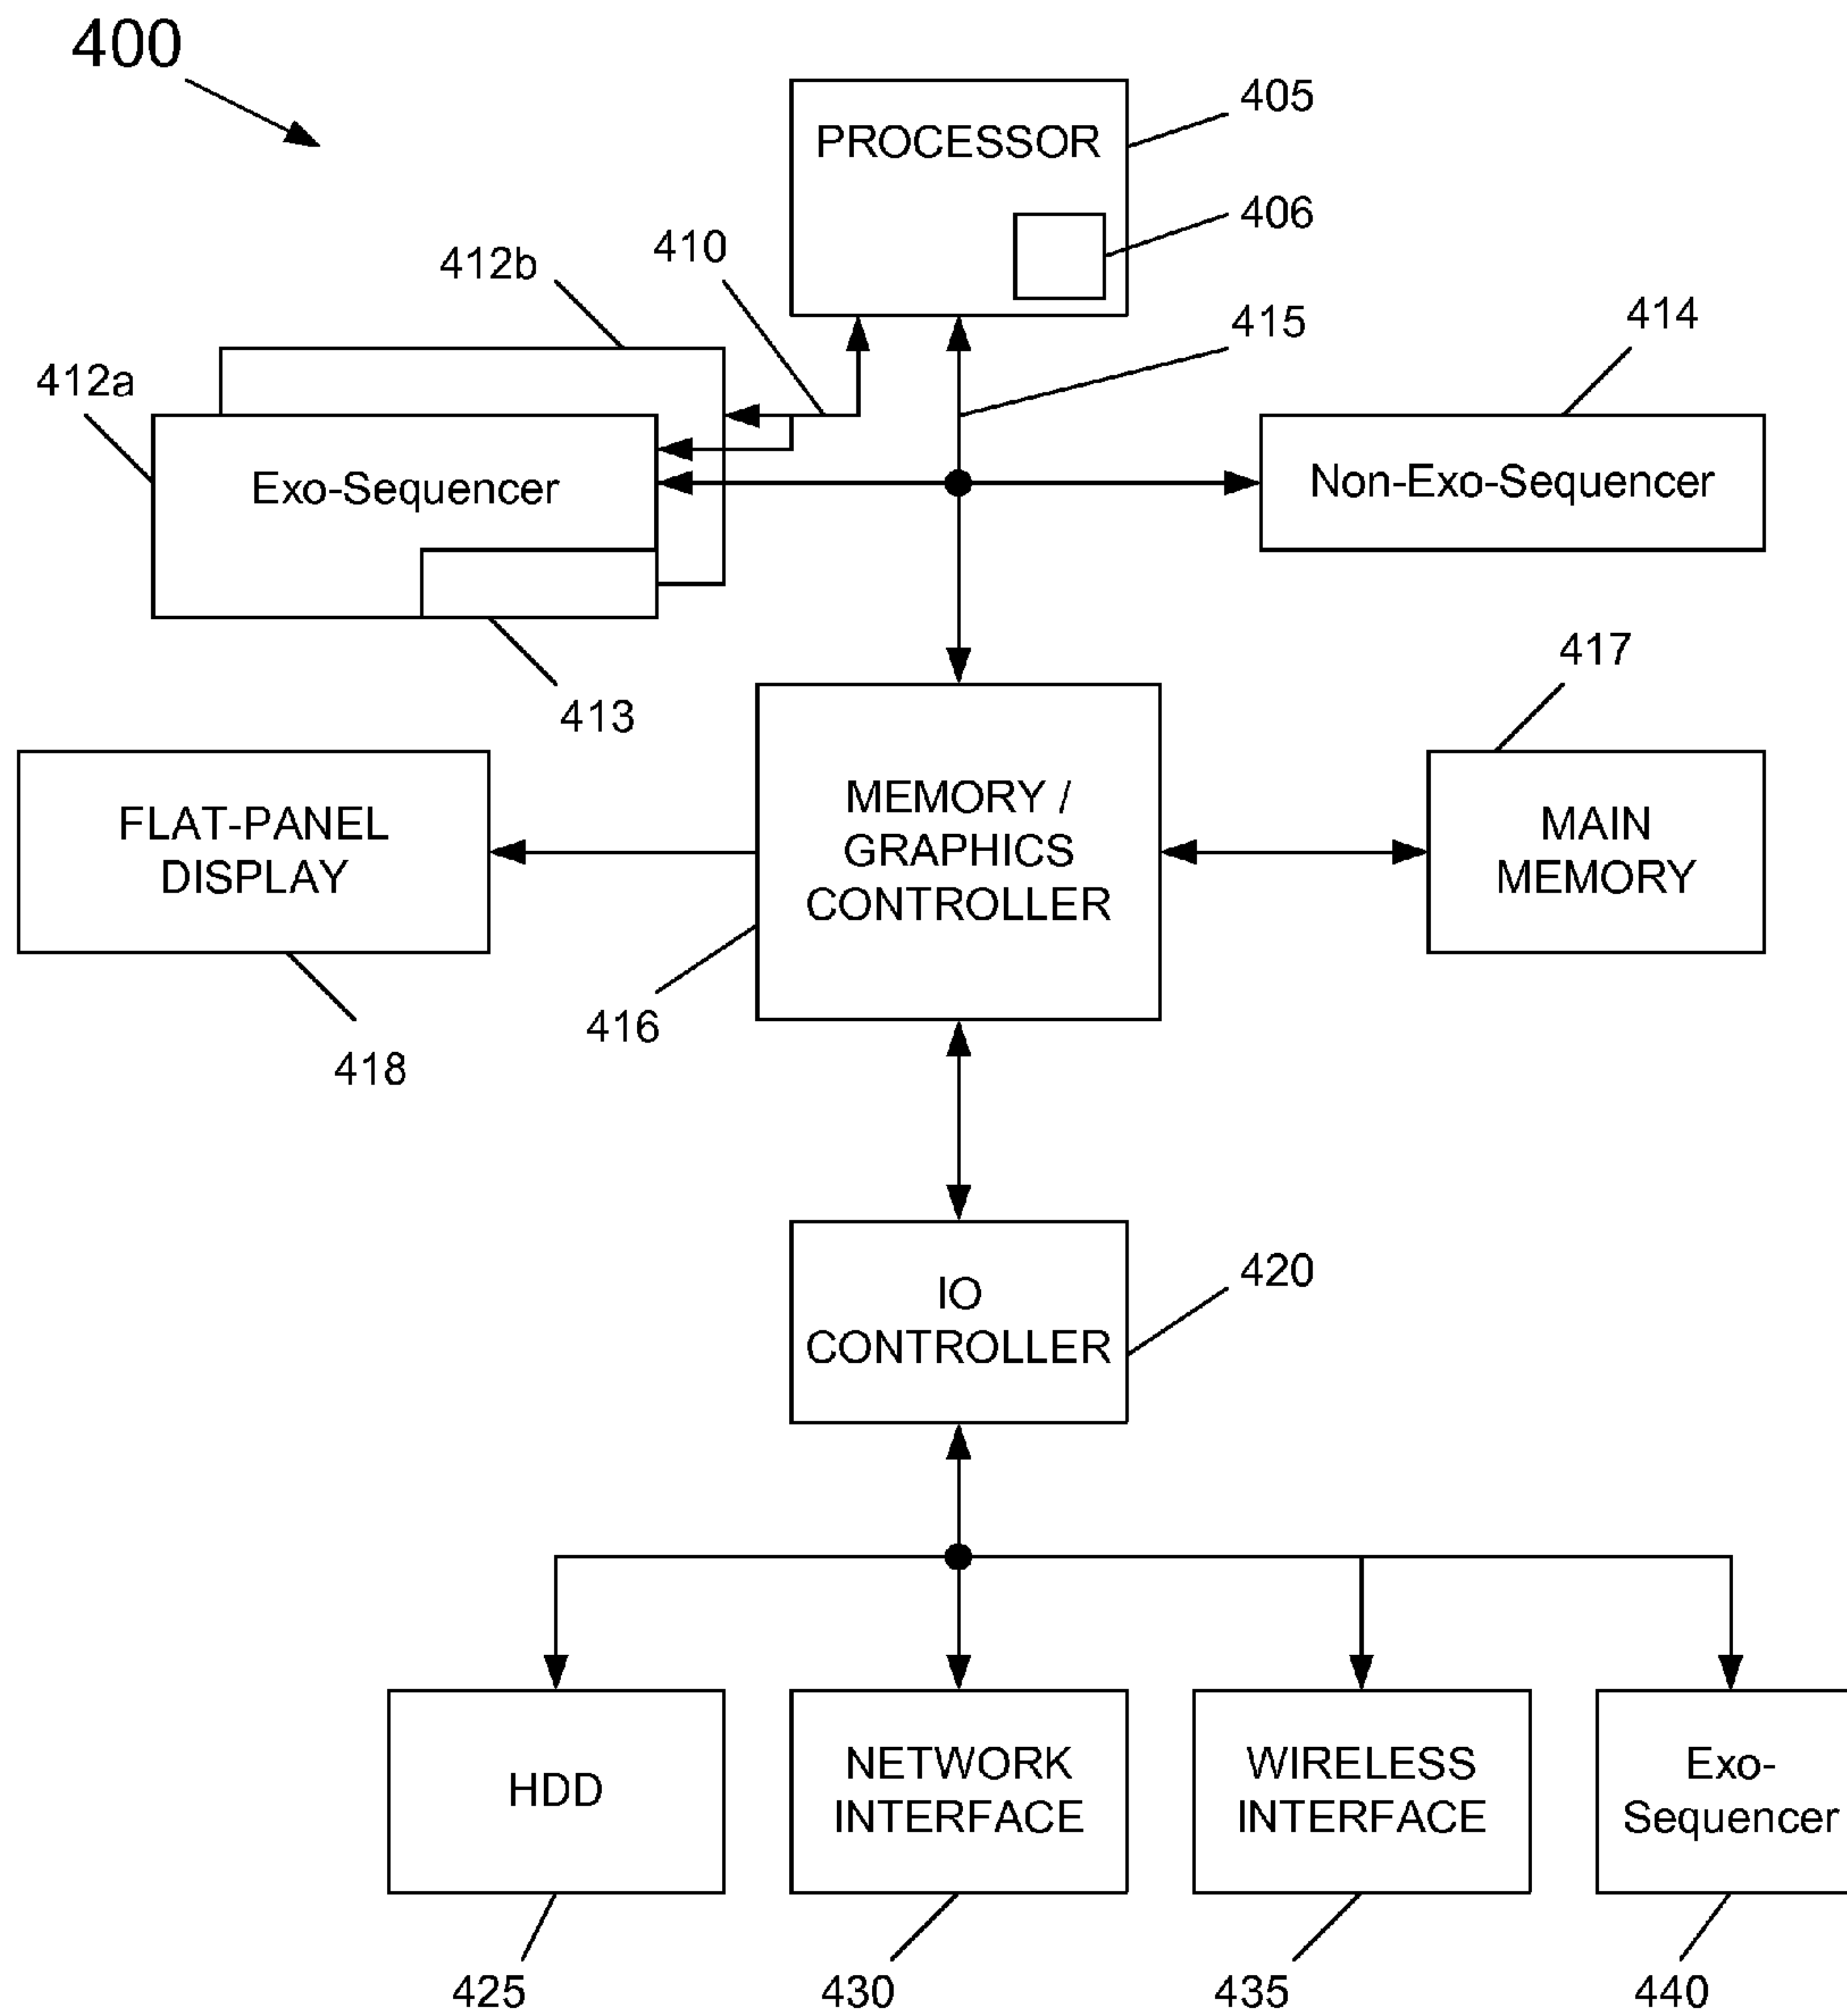 400
405
PROCESSOR
406
410
412b
415
414
412a
Exo-Sequencer
Non-Exo-Sequencer
413
417
FLAT-PANEL
DISPLAY
MEMORY /
GRAPHICS
CONTROLLER
MAIN
MEMORY
416
418
IO
CONTROLLER
420
HDD
NETWORK
INTERFACE
WIRELESS
INTERFACE
Exo-
Sequencer
425
430
435
440